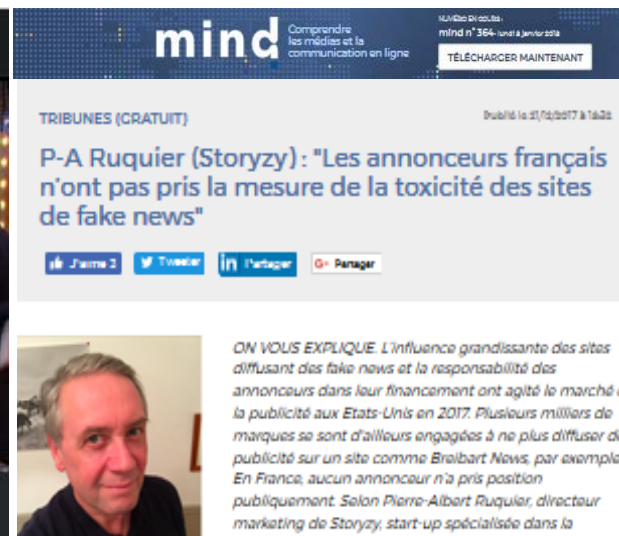 mind
Comprendre
les médias et la
communication en ligne
mind n°364
TÉLÉCHARGER MAINTENANT
TRIBUNES (GRATUIT)
P-A Ruquier (Storyzy) : "Les annonceurs français
n'ont pas pris la mesure de la toxicité des sites
de fake news"
J'aime 2
Tweeter
in Partager
G+ Partager
ON VOUS EXPLIQUE. L'influence grandissante des sites
diffusant des fake news et la responsabilité des
annonceurs dans leur financement ont agité le marché
la publicité aux Etats-Unis en 2017. Plusieurs milliers de
marques se sont d'ailleurs engagées à ne plus diffuser
publicité sur un site comme Breibart News, par exemple
En France, aucun annonceur n'a pris position
publiquement. Selon Pierre-Albert Ruquier, directeur
marketing de Storyzy, start-up spécialisée dans la